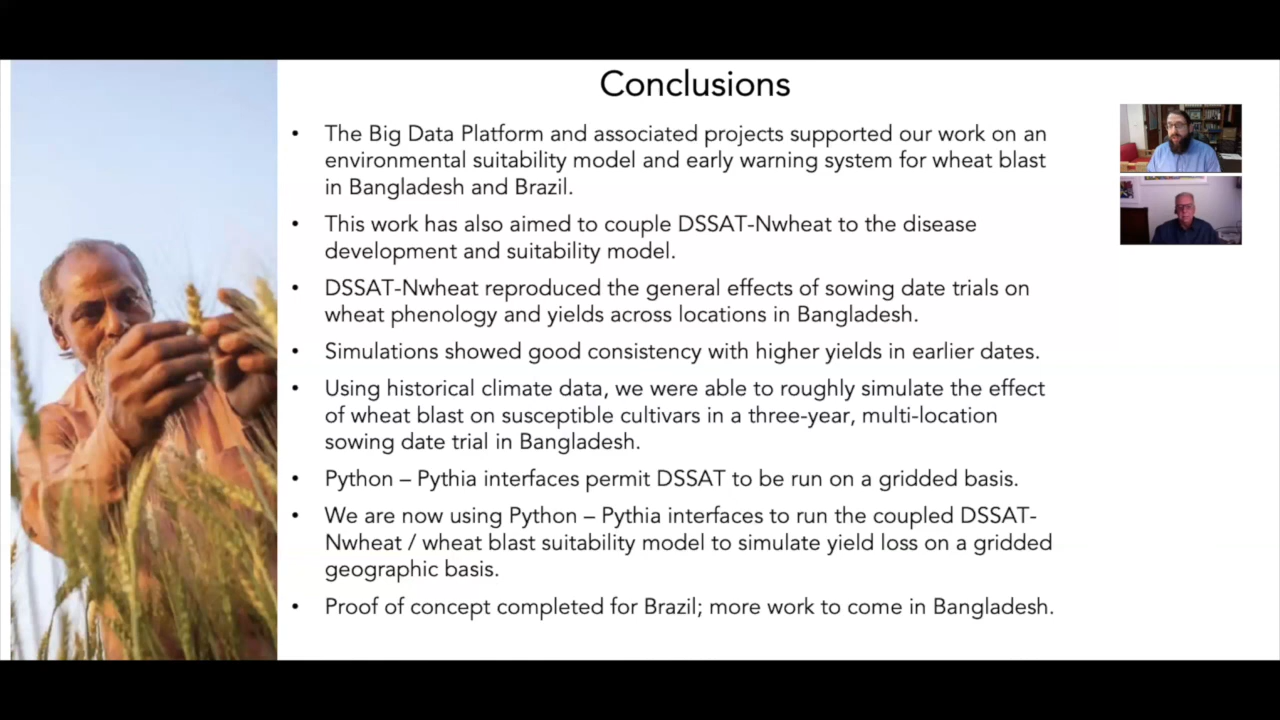 Conclusions
• The Big Data Platform and associated projects supported our work on an
environmental suitability model and early warning system for wheat blast
in Bangladesh and Brazil.
• This work has also aimed to couple DSSAT-Nwheat to the disease
development and suitability model.
• DSSAT-Nwheat reproduced the general effects of sowing date trials on
wheat phenology and yields across locations in Bangladesh.
• Simulations showed good consistency with higher yields in earlier dates.
• Using historical climate data, we were able to roughly simulate the effect
of wheat blast on susceptible cultivars in a three-year, multi-location
sowing date trial in Bangladesh.
• Python – Pythia interfaces permit DSSAT to be run on a gridded basis.
• We are now using Python – Pythia interfaces to run the coupled DSSAT-
Nwheat / wheat blast suitability model to simulate yield loss on a gridded
geographic basis.
• Proof of concept completed for Brazil; more work to come in Bangladesh.